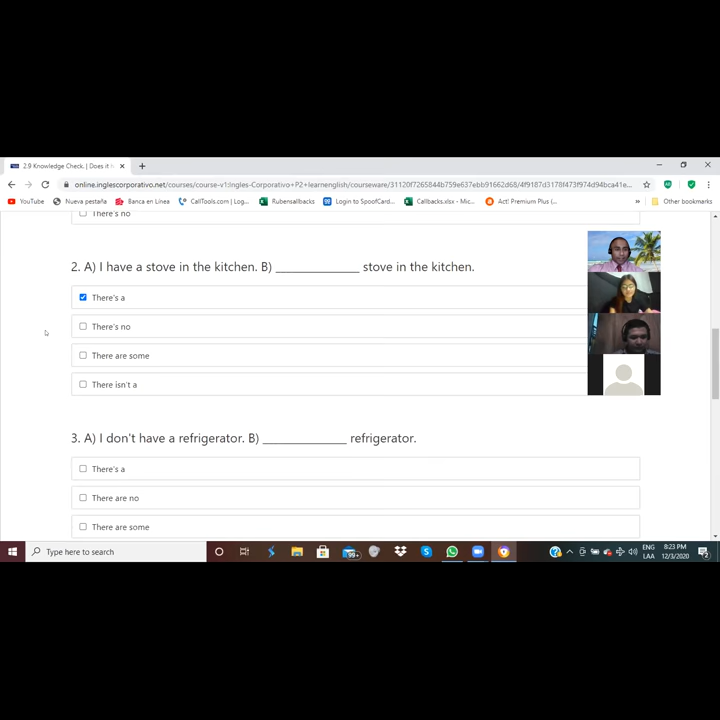 2.9 Knowledge Check. | Does it h
online.inglescorporativo.net/courses/course-v1:Ingles-Corporativo+P2+learnenglish/courseware/31120f7265844b759e637ebb91662d68/4f9187d3178f473f974d94bca41e...
YouTube Nueva pestaña Banca en Línea CallTools.com | Log... Rubensallbacks Login to SpoofCard... Callbacks.xlsx - Mic... Act! Premium Plus (... » Other bookmarks
There's no
2. A) I have a stove in the kitchen. B) ______________ stove in the kitchen.
There's a
There's no
There are some
There isn't a
3. A) I don't have a refrigerator. B) ______________ refrigerator.
There's a
There are no
There are some
Type here to search
99+
ENG
LAA
8:23 PM
12/3/2020
2